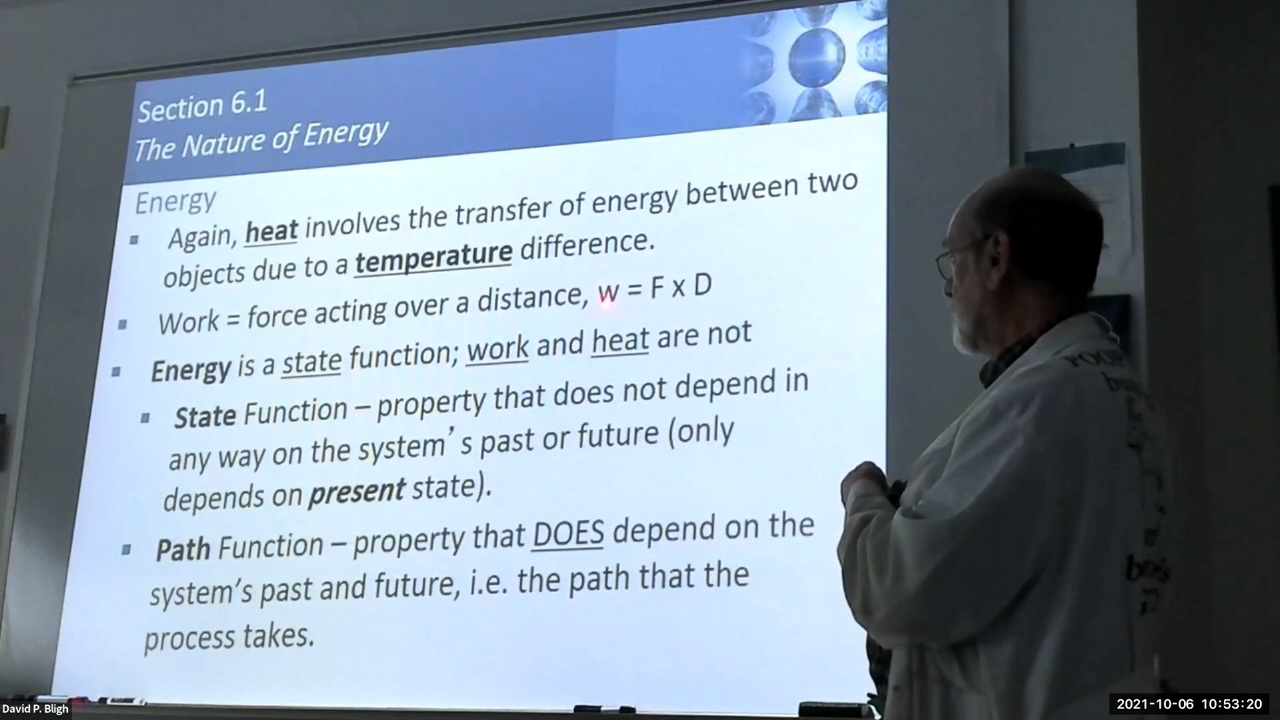 Section 6.1
The Nature of Energy
Energy
▪ Again, heat involves the transfer of energy between two
objects due to a temperature difference.
▪ Work = force acting over a distance, w = F x D
▪ Energy is a state function; work and heat are not
▪ State Function – property that does not depend in
any way on the system’s past or future (only
depends on present state).
▪ Path Function – property that DOES depend on the
system’s past and future, i.e. the path that the
process takes.
David P. Bligh
2021-10-06 10:53:20